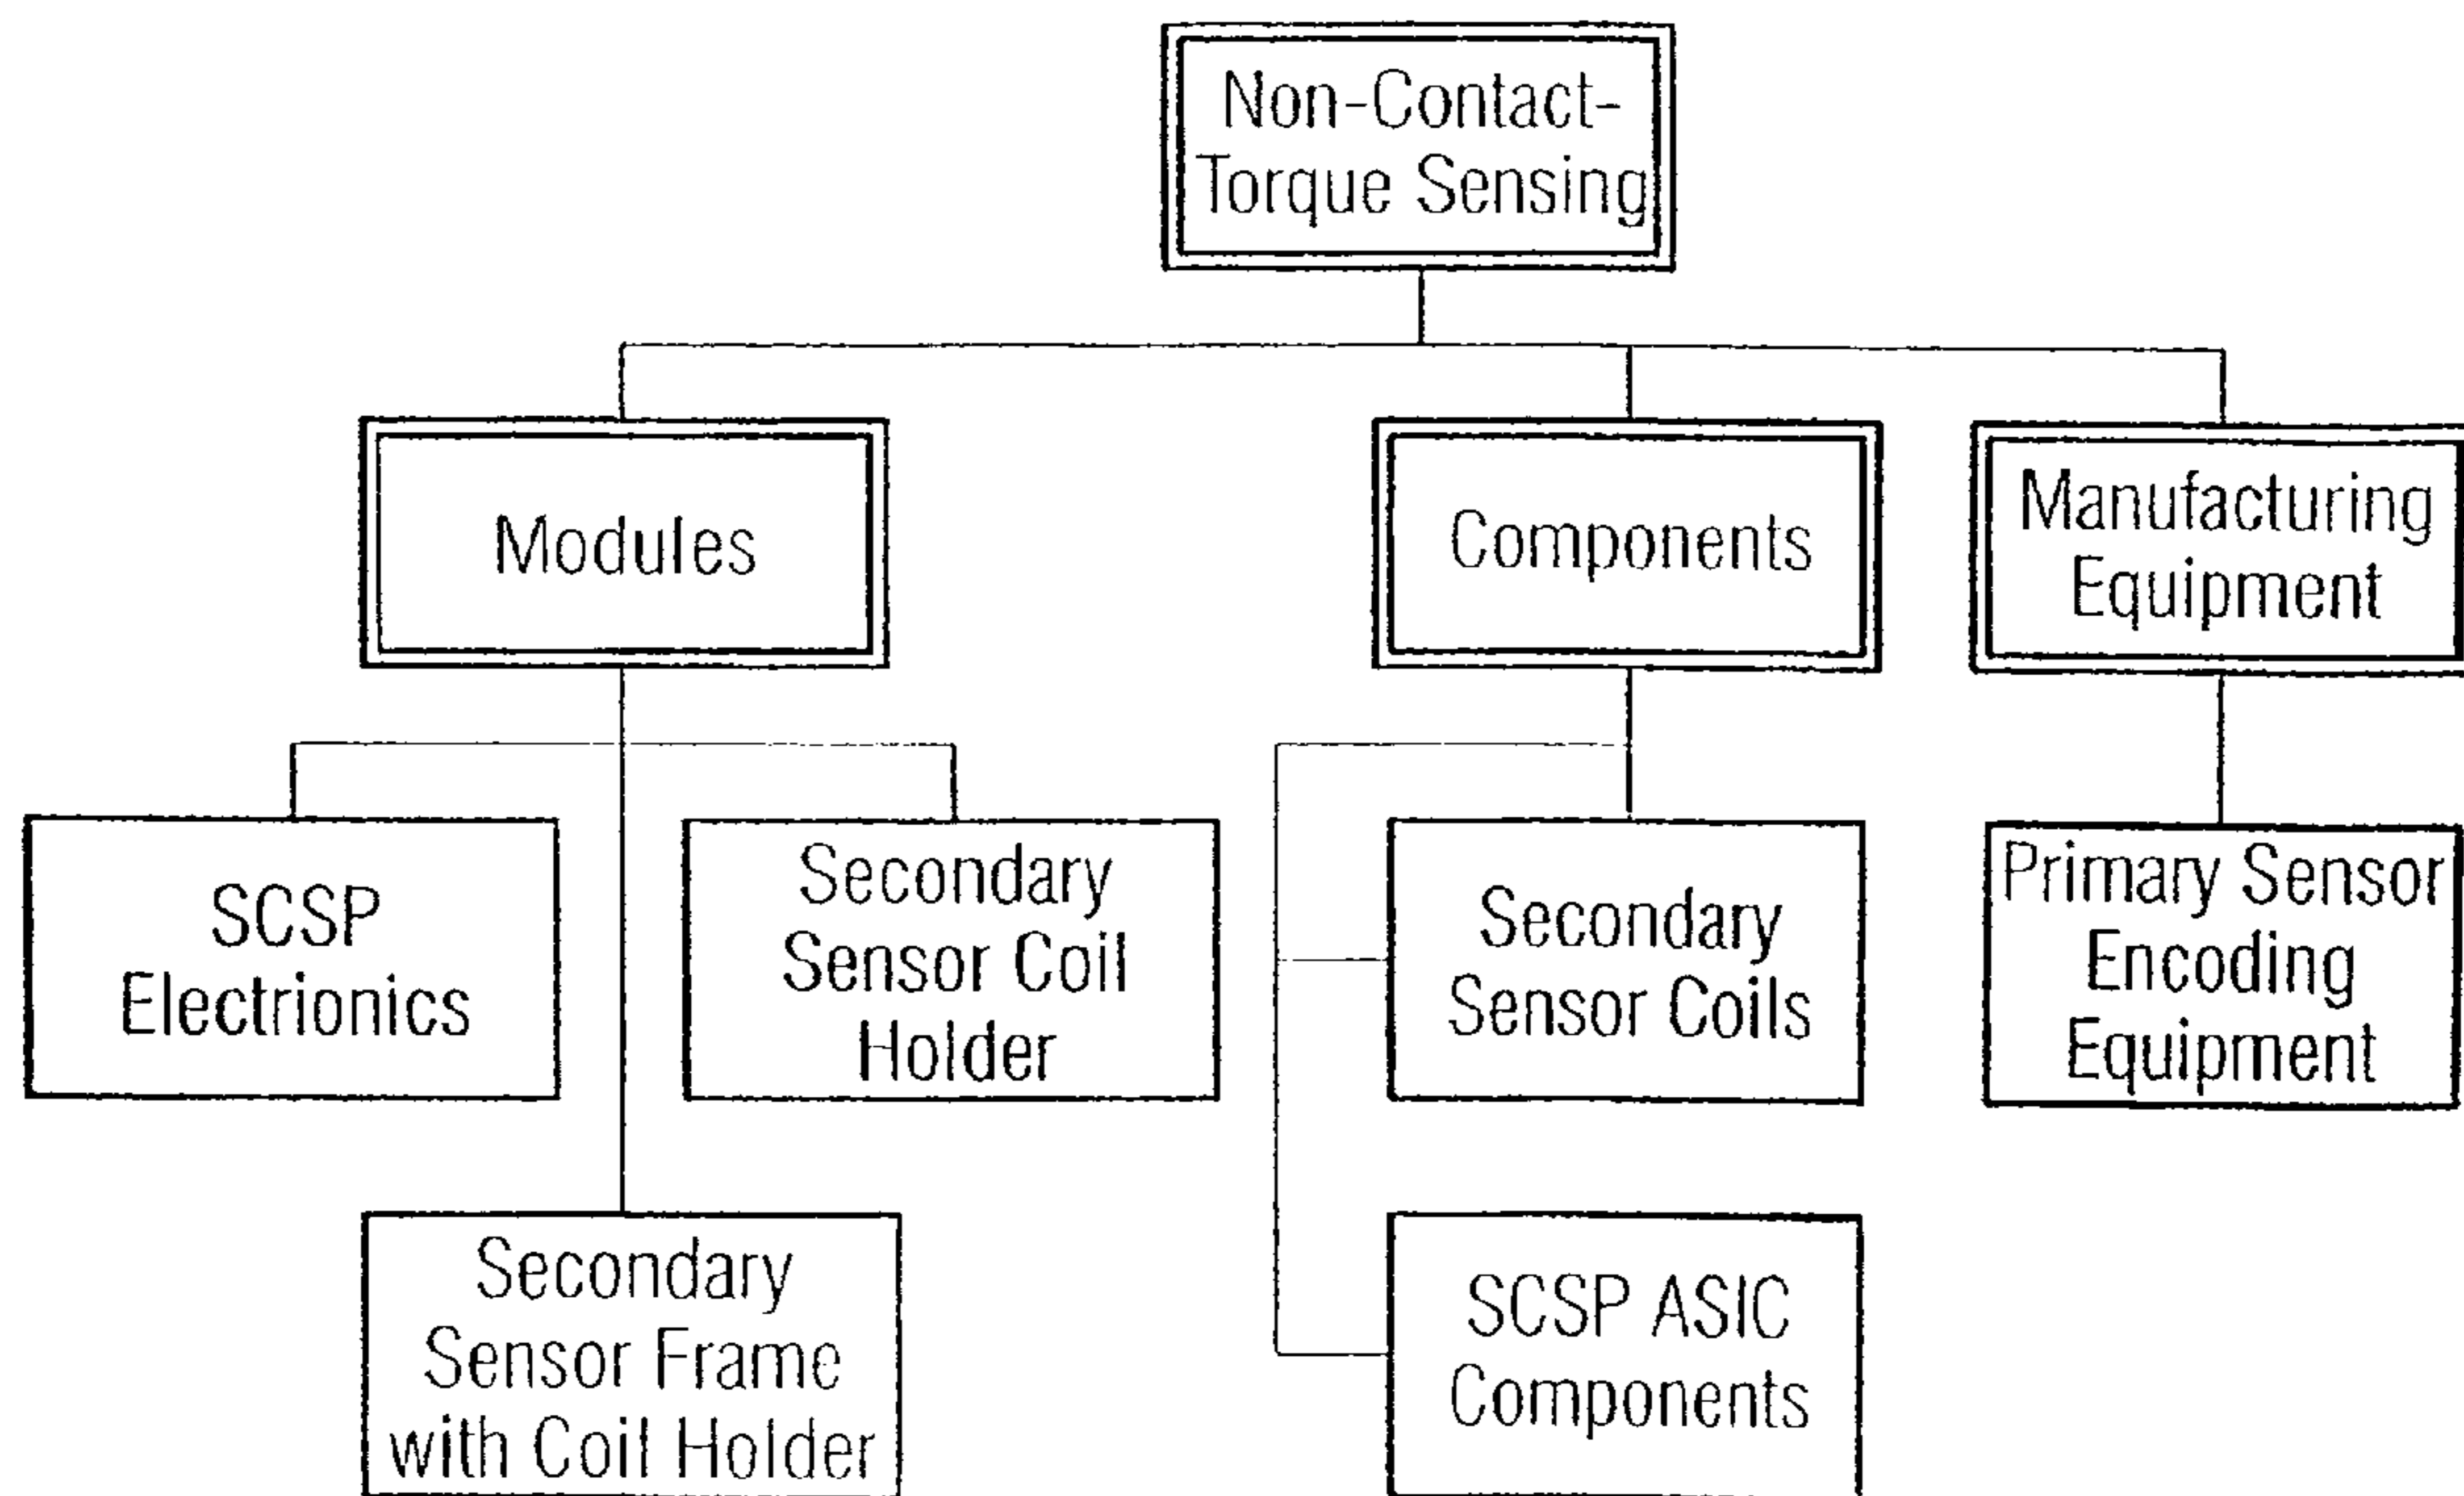 Non-Contact-
Torque Sensing
Modules
Components
Manufacturing
Equipment
SCSP
Electrionics
Secondary
Sensor Coil
Holder
Secondary
Sensor Coils
Primary Sensor
Encoding
Equipment
Secondary
Sensor Frame
with Coil Holder
SCSP ASIC
Components